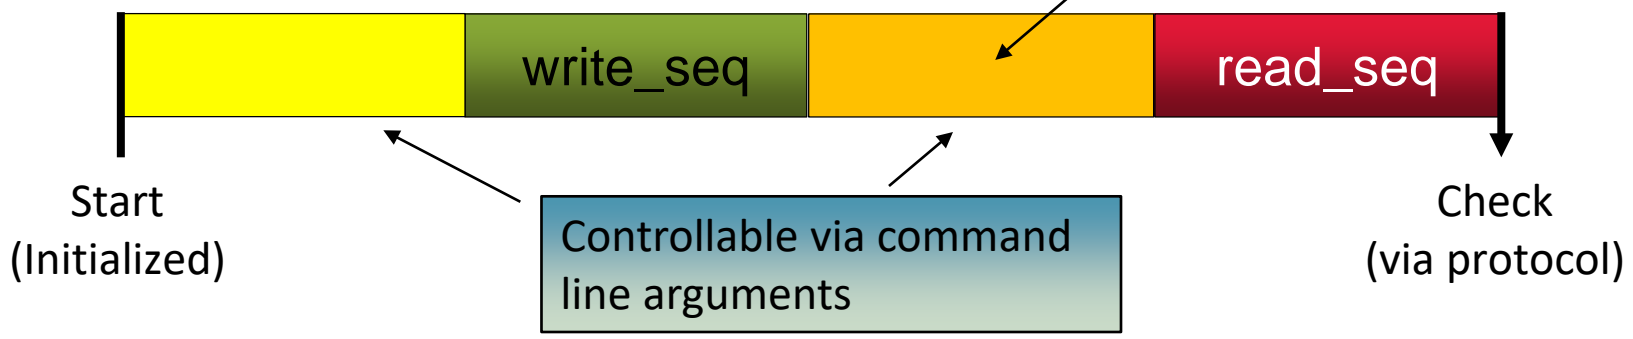 write_seq
read_seq
Start
(Initialized)
Controllable via command
line arguments
Check
(via protocol)